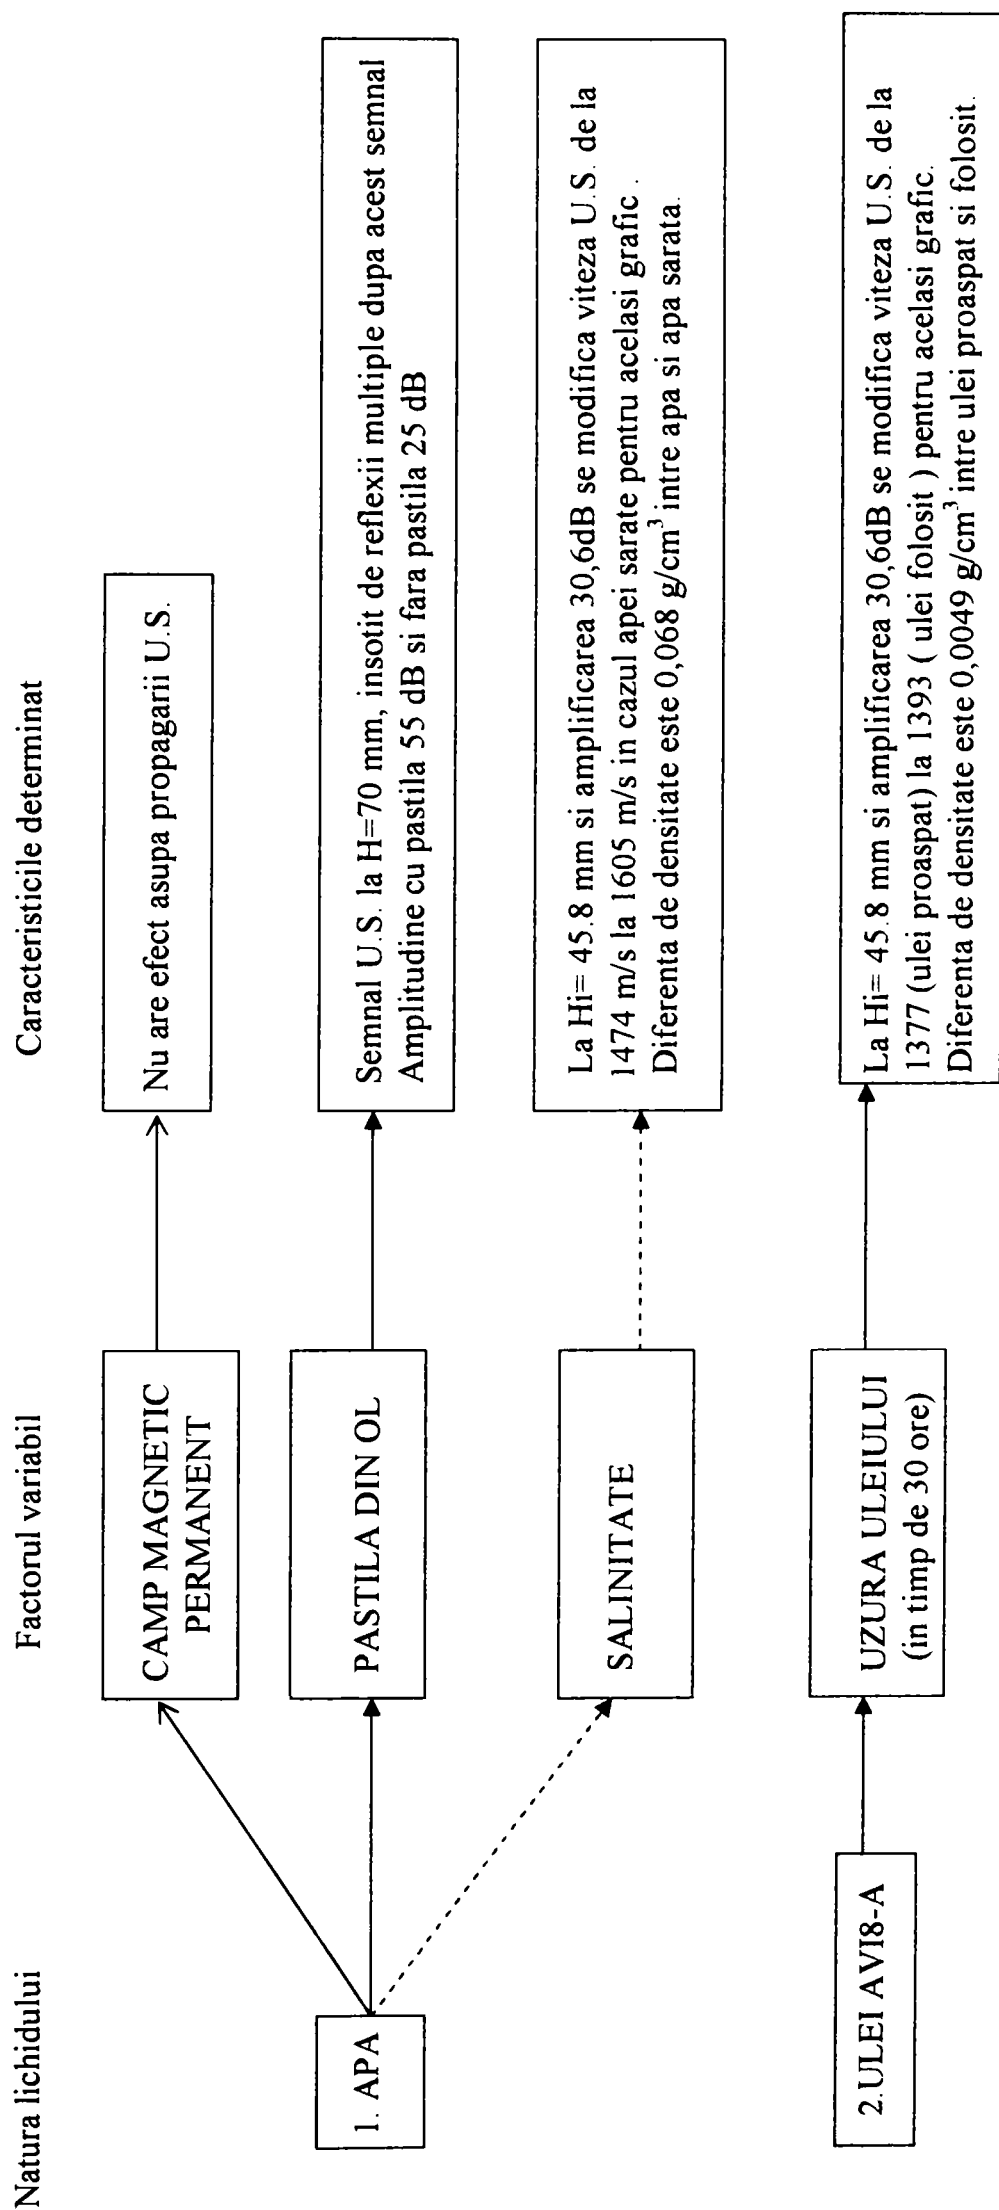 Natura lichidului
Factorul variabil
Caracteristicile determinat
1. APA
CAMP MAGNETIC
PERMANENT
Nu are efect asupa propagarii U.S.
PASTILA DIN OL
Semnal U.S. la H=70 mm, insotit de reflexii multiple dupa acest semnal
Amplitudine cu pastila 55 dB si fara pastila 25 dB
SALINITATE
La Hi= 45.8 mm si amplificarea 30,6dB se modifica viteza U.S. de la
1474 m/s la 1605 m/s in cazul apei sarate pentru acelasi grafic .
Diferenta de densitate este 0,068 g/cm³ intre apa si apa sarata.
2.ULEI AVI8-A
UZURA ULEIULUI
(in timp de 30 ore)
La Hi= 45.8 mm si amplificarea 30,6dB se modifica viteza U.S. de la
1377 (ulei proaspat) la 1393 ( ulei folosit ) pentru acelasi grafic.
Diferenta de densitate este 0,0049 g/cm³ intre ulei proaspat si folosit.